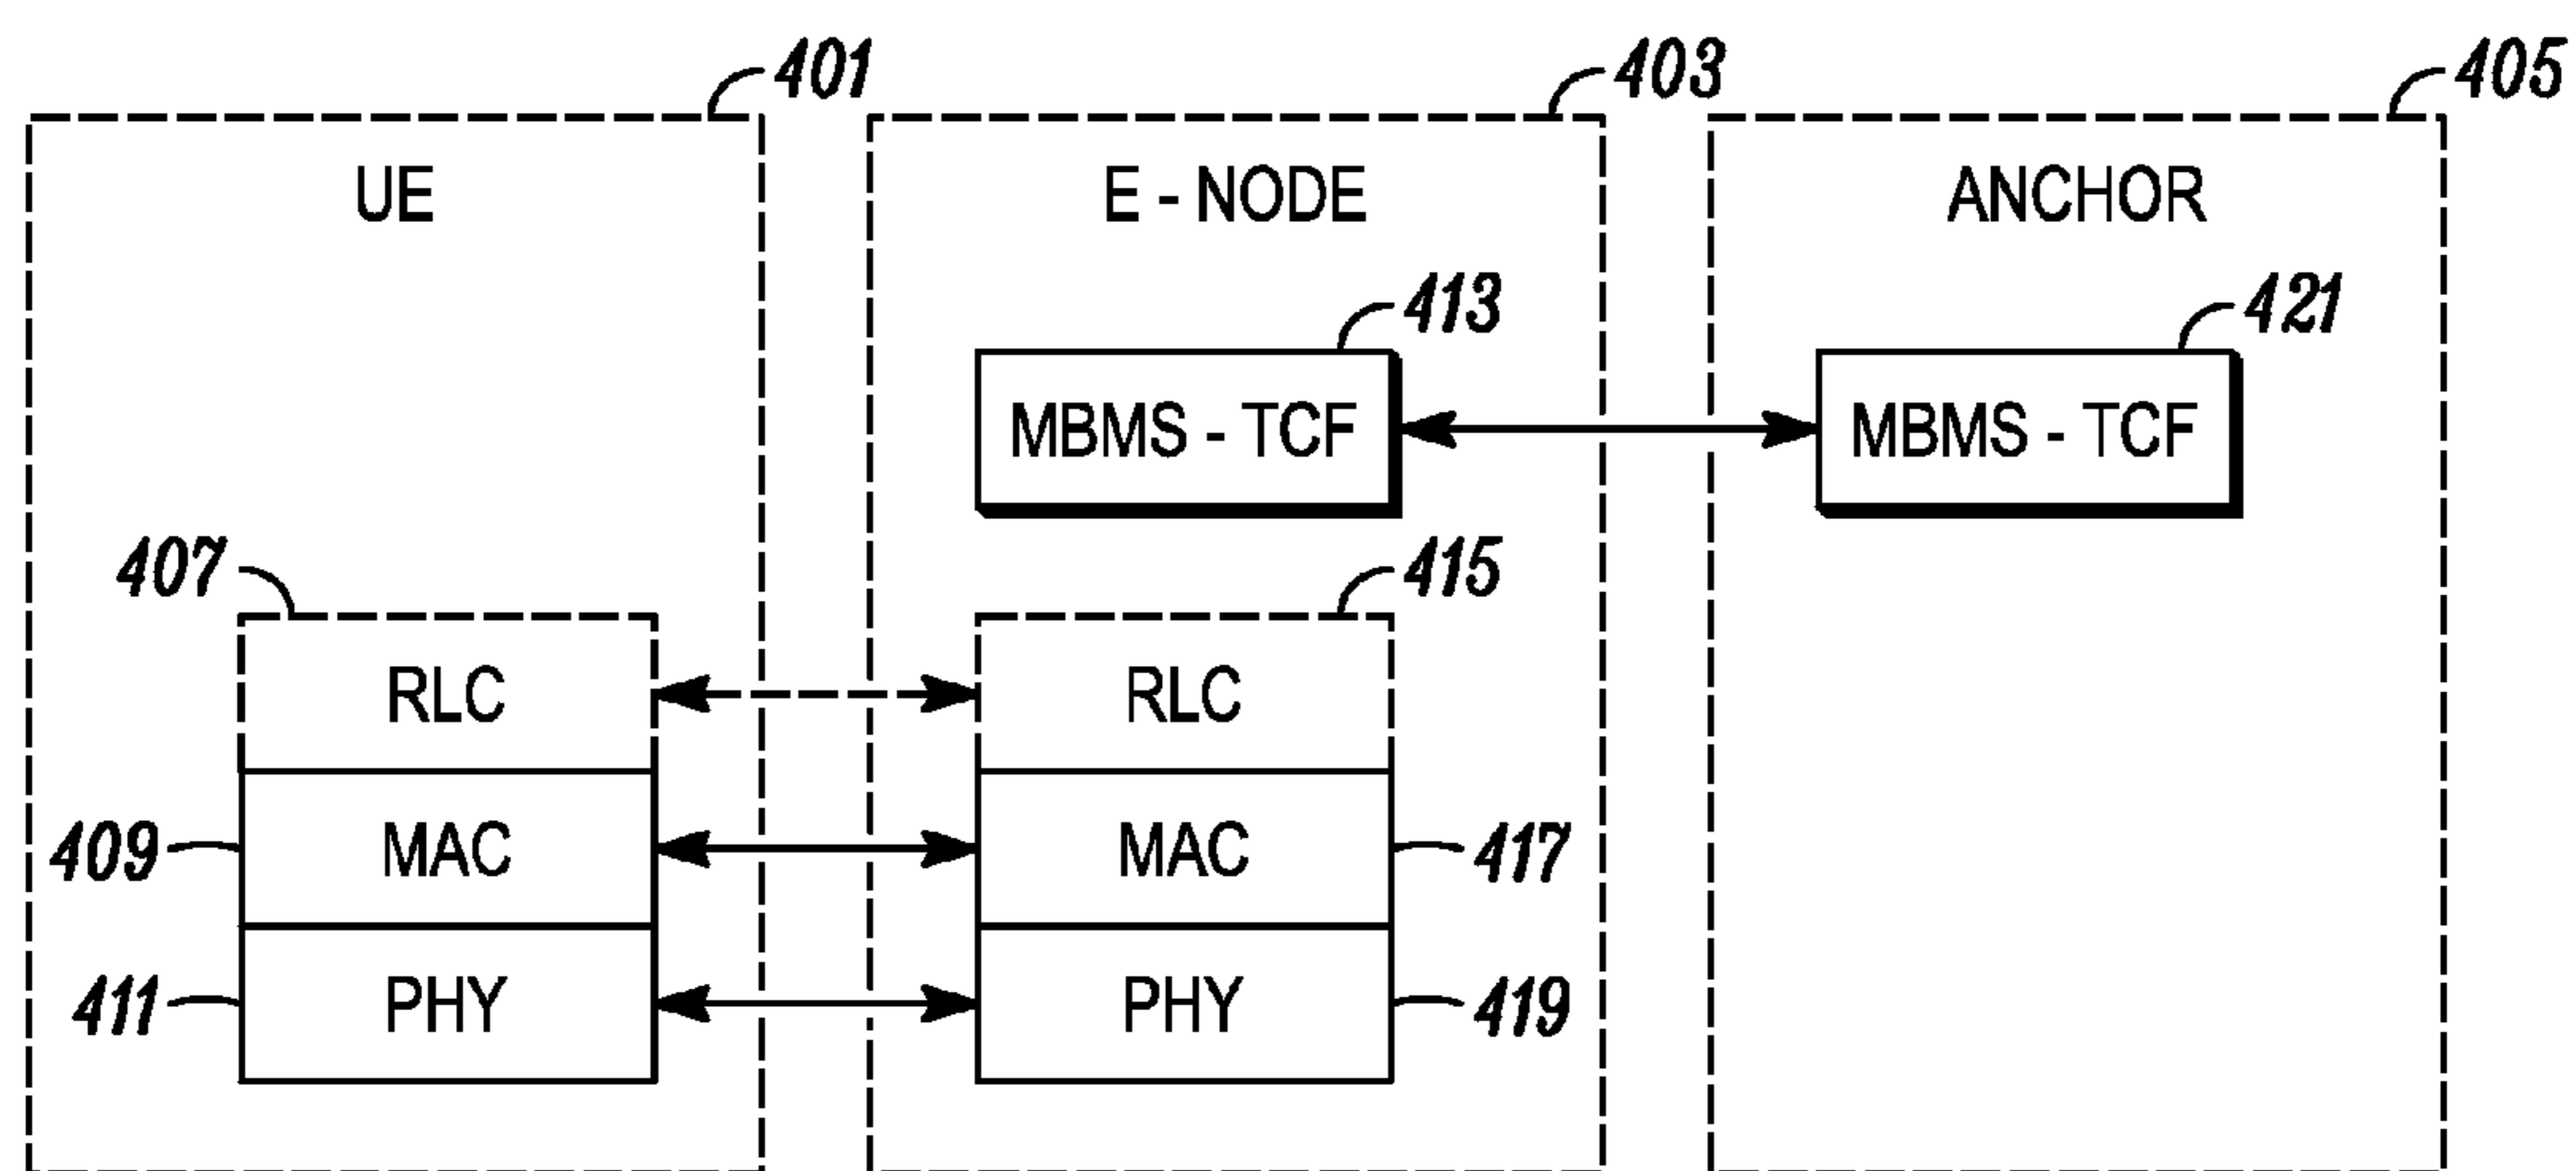 401 403 405
UE E - NODE ANCHOR
413 421
MBMS - TCF MBMS - TCF
407 415
RLC RLC
409 MAC MAC 417
411 PHY PHY 419